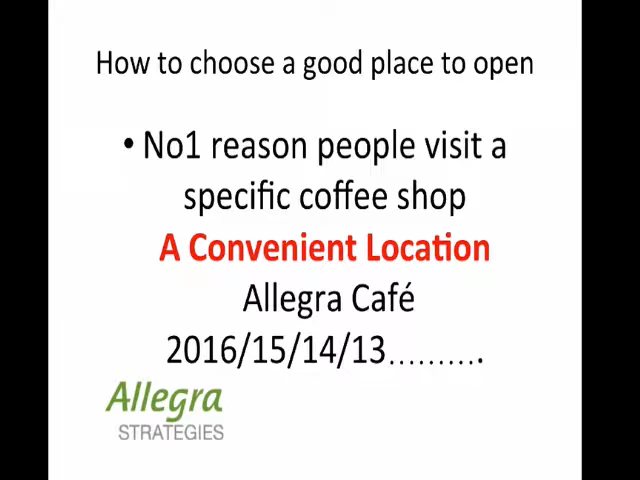 How to choose a good place to open
• No1 reason people visit a
specific coffee shop
A Convenient Location
Allegra Café
2016/15/14/13..........
Allegra
STRATEGIES